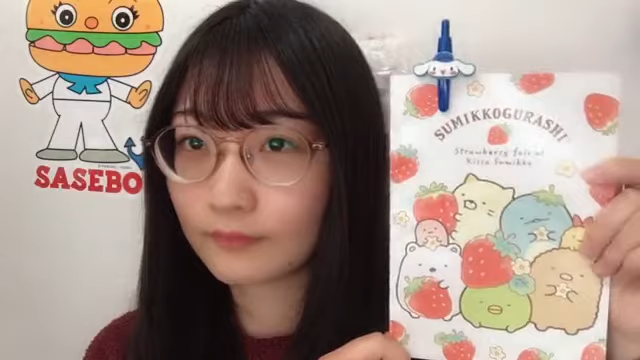 SASEBO
SUMIKKOGURASHI
Strawberry fair at
Kissa Sumikko